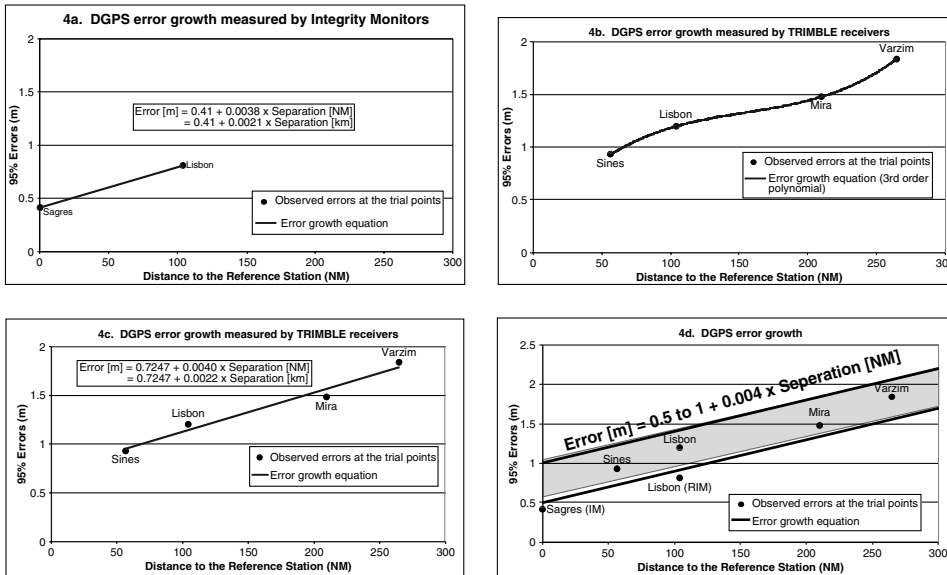 4a. DGPS error growth measured by Integrity Monitors
2
1.5
1
0.5
0
95% Errors (m)
Error [m] = 0.41 + 0.0038 x Separation [NM]
= 0.41 + 0.0021 x Separation [km]
Lisbon
Sagres
Observed errors at the trial points
Error growth equation
0 50 100 150 200 250 300
Distance to the Reference Station (NM)
4b. DGPS error growth measured by TRIMBLE receivers
2
1.5
1
0.5
0
95% Errors (m)
Varzim
Lisbon
Mira
Sines
Observed errors at the trial points
Error growth equation (3rd order
polynomial)
0 50 100 150 200 250 300
Distance to the Reference Station (NM)
4c. DGPS error growth measured by TRIMBLE receivers
2
1.5
1
0.5
0
95% Errors (m)
Error [m] = 0.7247 + 0.0040 x Separation [NM]
= 0.7247 + 0.0022 x Separation [km]
Varzim
Lisbon
Mira
Sines
Observed errors at the trial points
Error growth equation
0 50 100 150 200 250 300
Distance to the Reference Station (NM)
4d. DGPS error growth
2.5
2
1.5
1
0.5
0
95% Errors (m)
Error [m] = 0.5 to 1 + 0.004 x Seperation [NM]
Varzim
Mira
Lisbon
Sines
Lisbon (RIM)
Sagres (IM)
Observed errors at the trial points
Error growth equation
0 50 100 150 200 250 300
Distance to the Reference Station (NM)